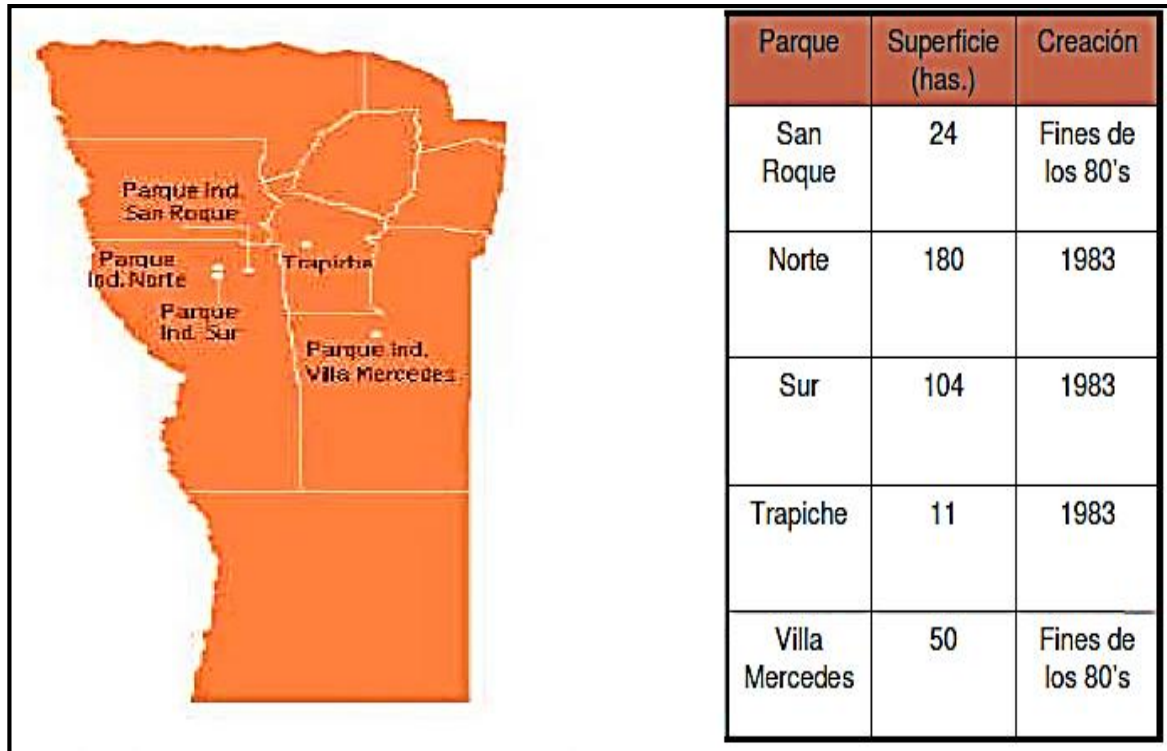 Parque Ind.
San Roque
Parque
Ind. Norte
Trapiche
Parque
Ind. Sur
Parque Ind.
Villa Mercedes
Parque
Superficie
(has.)
Creación
San
Roque
24
Fines de
los 80's
Norte
180
1983
Sur
104
1983
Trapiche
11
1983
Villa
Mercedes
50
Fines de
los 80's